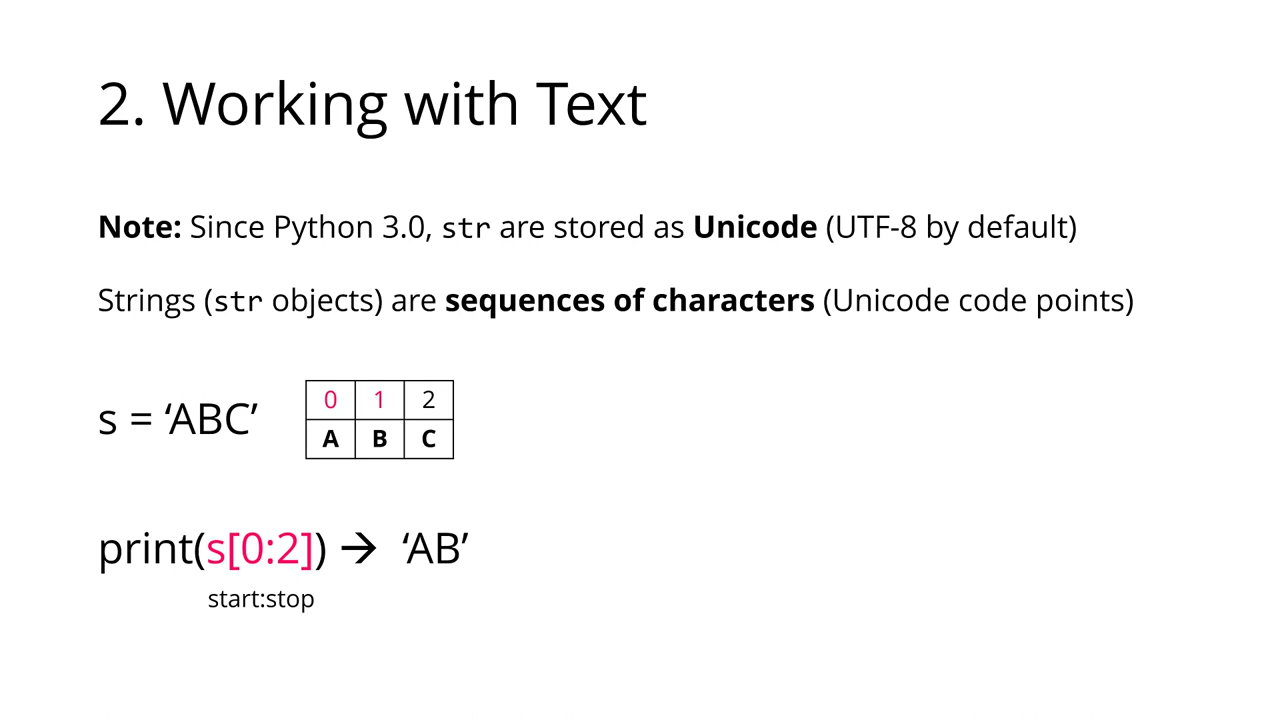 2. Working with Text
Note: Since Python 3.0, str are stored as Unicode (UTF-8 by default)
Strings (str objects) are sequences of characters (Unicode code points)
s = ‘ABC’
0 1 2
A B C
print(s[0:2]) → ‘AB’
start:stop